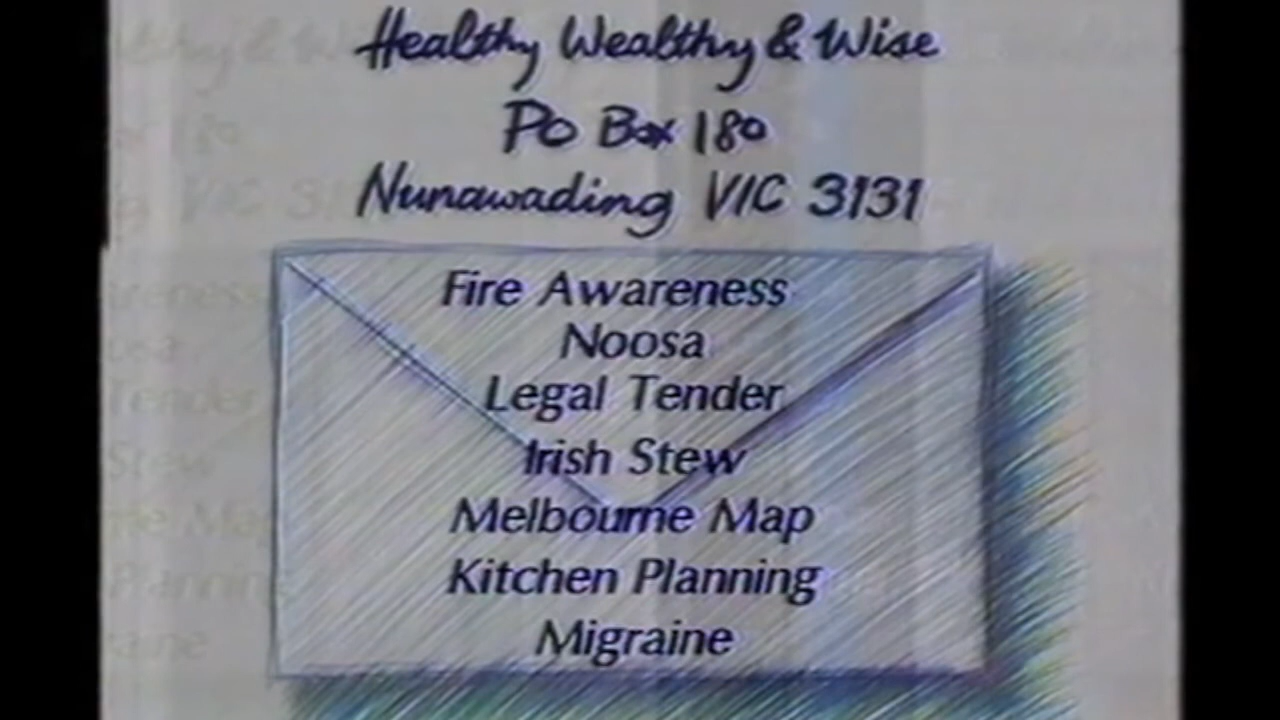 Healthy Wealthy & Wise
PO Box 180
Nunawading VIC 3131
Fire Awareness
Noosa
Legal Tender
Irish Stew
Melbourne Map
Kitchen Planning
Migraine